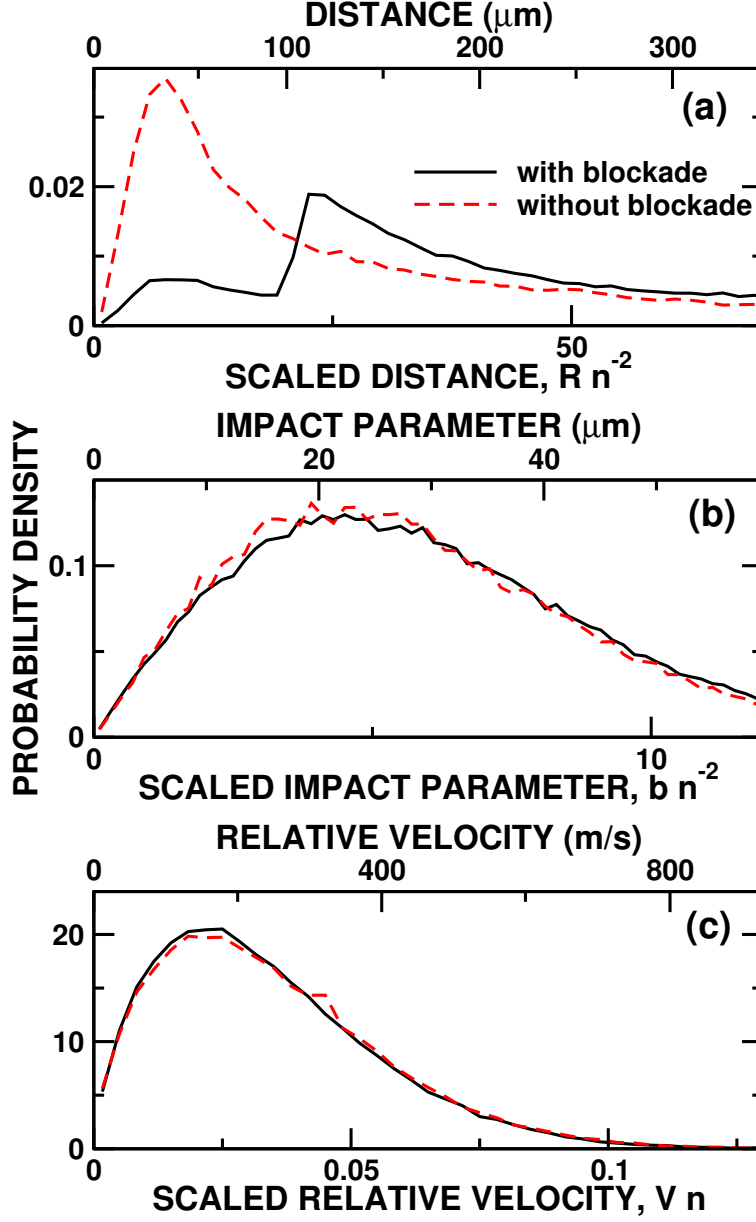 DISTANCE (μm)
0 100 200 300
(a)
with blockade
without blockade
0.02
0
0 50
SCALED DISTANCE, R n-2
IMPACT PARAMETER (μm)
0 20 40
(b)
PROBABILITY DENSITY
0.1
0
0 10
SCALED IMPACT PARAMETER, b n-2
RELATIVE VELOCITY (m/s)
0 400 800
(c)
20
10
0
0 0.05 0.1
SCALED RELATIVE VELOCITY, V n